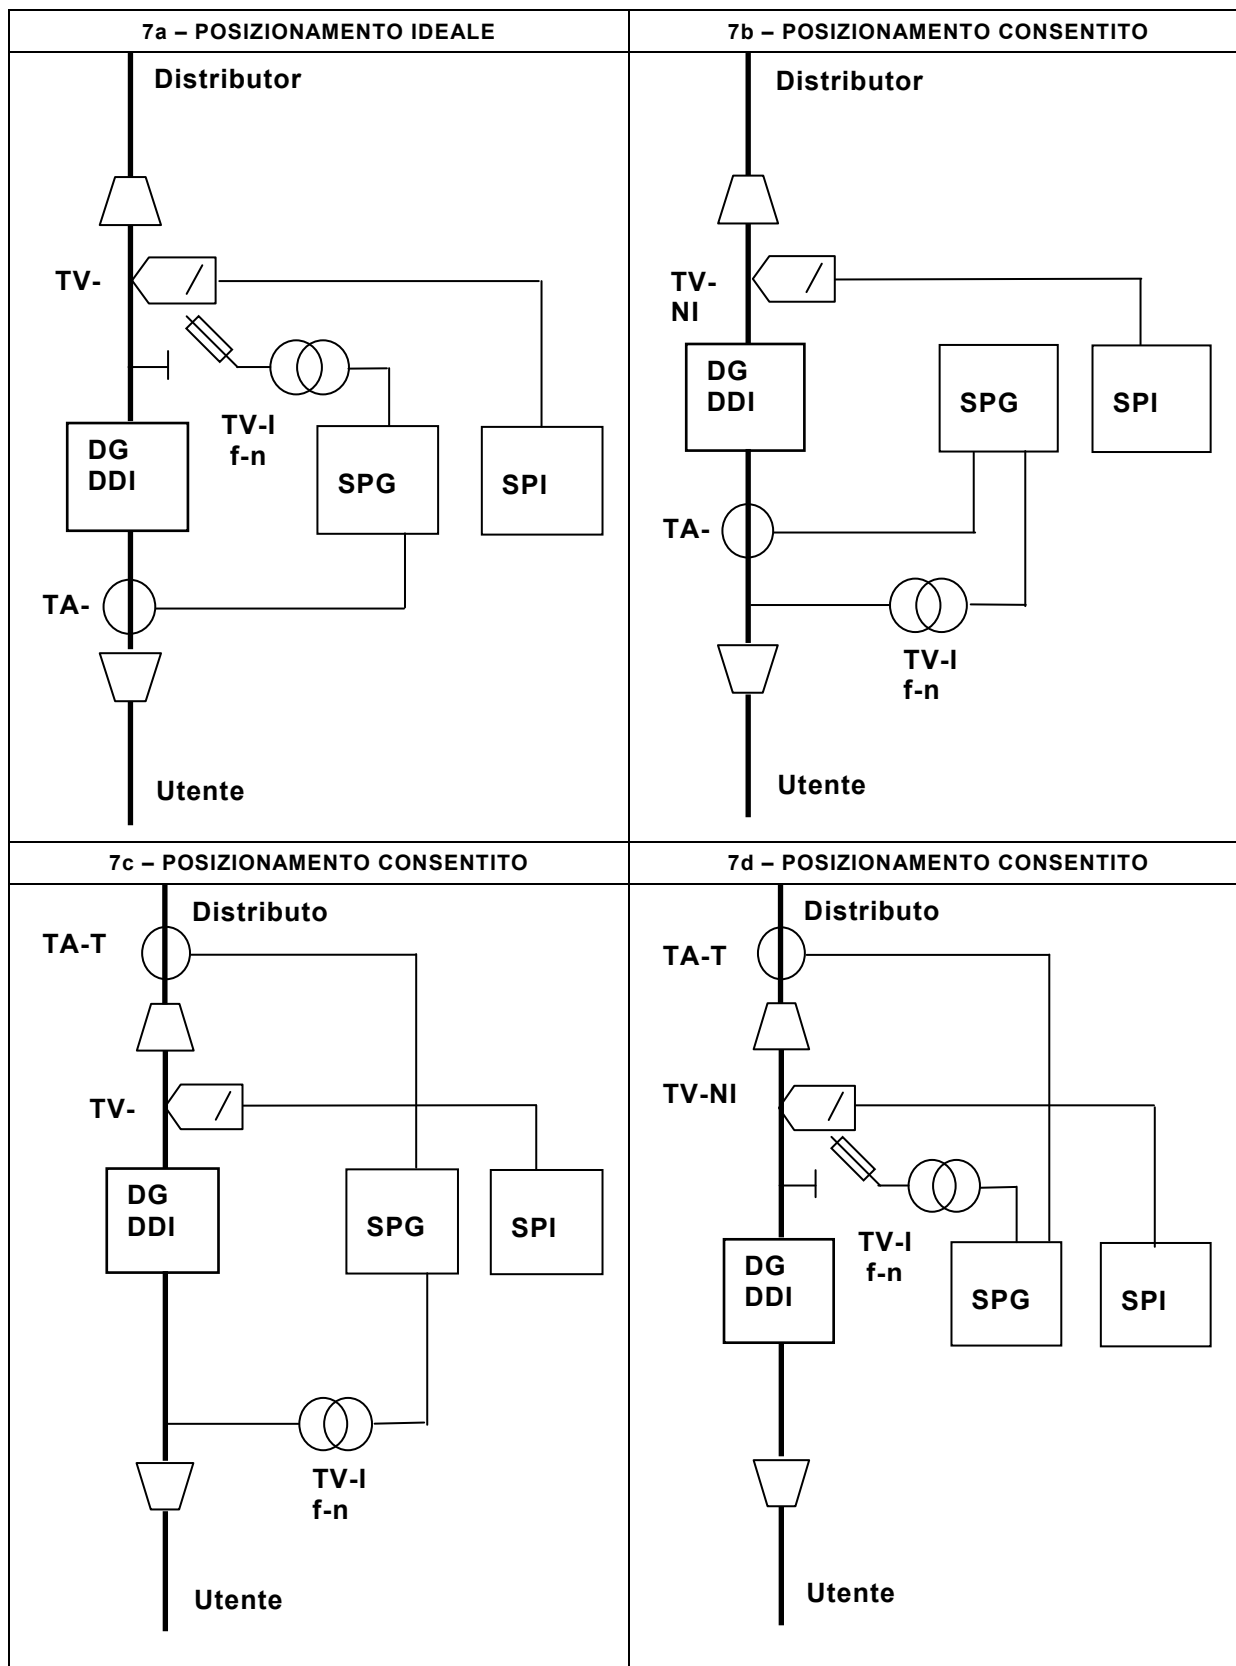 7a – POSIZIONAMENTO IDEALE
Distributor
TV-
TV-I
f-n
DG
DDI
SPG
SPI
TA-
Utente
7b – POSIZIONAMENTO CONSENTITO
Distributor
TV-
NI
DG
DDI
SPG
SPI
TA-
TV-I
f-n
Utente
7c – POSIZIONAMENTO CONSENTITO
Distributo
TA-T
TV-
DG
DDI
SPG
SPI
TV-I
f-n
Utente
7d – POSIZIONAMENTO CONSENTITO
Distributo
TA-T
TV-NI
TV-I
f-n
DG
DDI
SPG
SPI
Utente